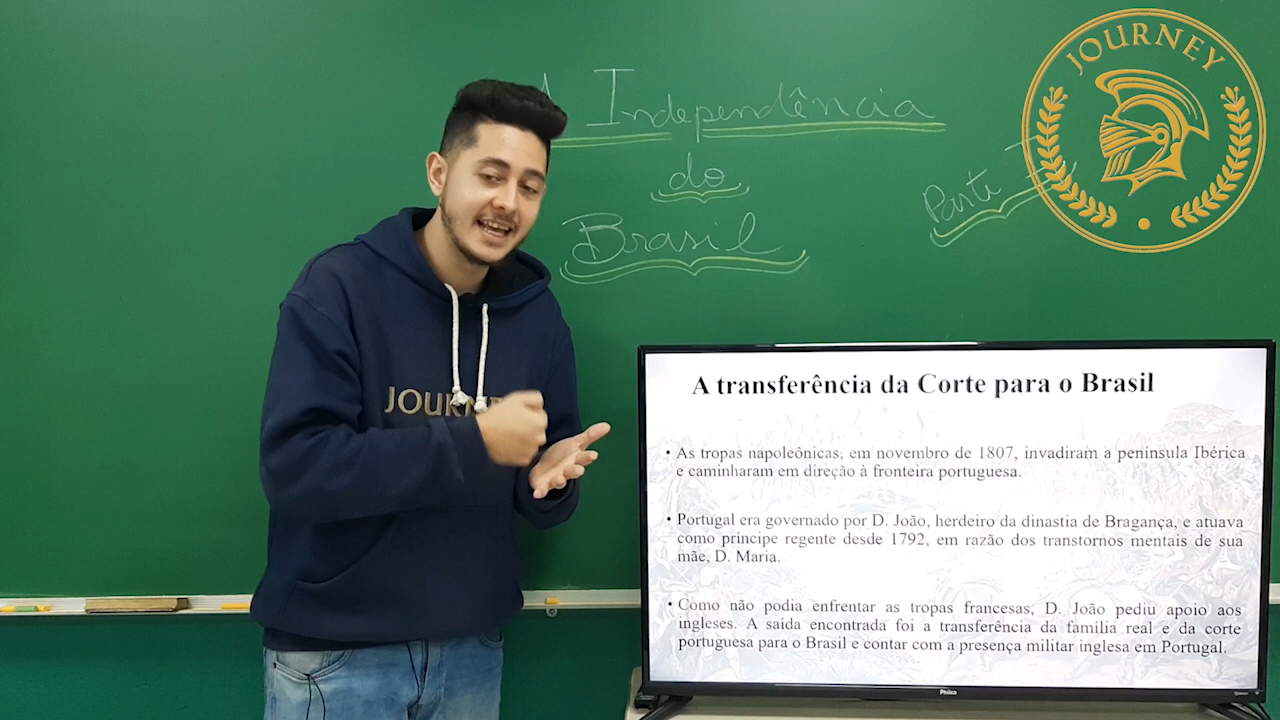 A Independência
do
Brasil
Parte I
JOURNEY
JOURNEY
A transferência da Corte para o Brasil
• As tropas napoleônicas, em novembro de 1807, invadiram a península Ibérica
e caminharam em direção à fronteira portuguesa.
• Portugal era governado por D. João, herdeiro da dinastia de Bragança, e atuava
como príncipe regente desde 1792, em razão dos transtornos mentais de sua
mãe, D. Maria.
• Como não podia enfrentar as tropas francesas, D. João pediu apoio aos
ingleses. A saída encontrada foi a transferência da família real e da corte
portuguesa para o Brasil e contar com a presença militar inglesa em Portugal.
Philco